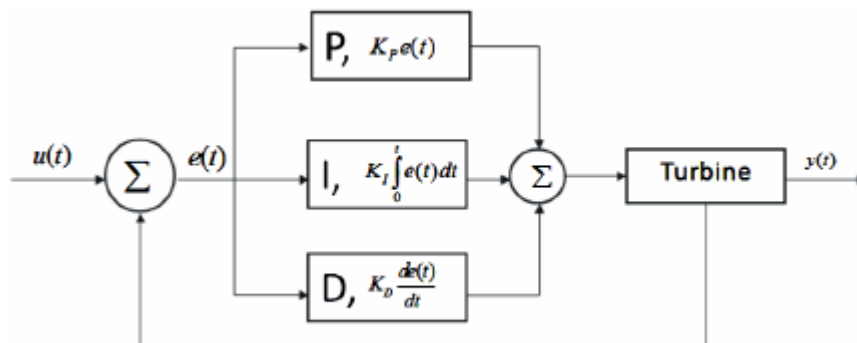 P, K_P e(t)
u(t)
Σ
e(t)
I, K_I ∫_0^t e(t)dt
Σ
Turbine
y(t)
D, K_D de(t)/dt